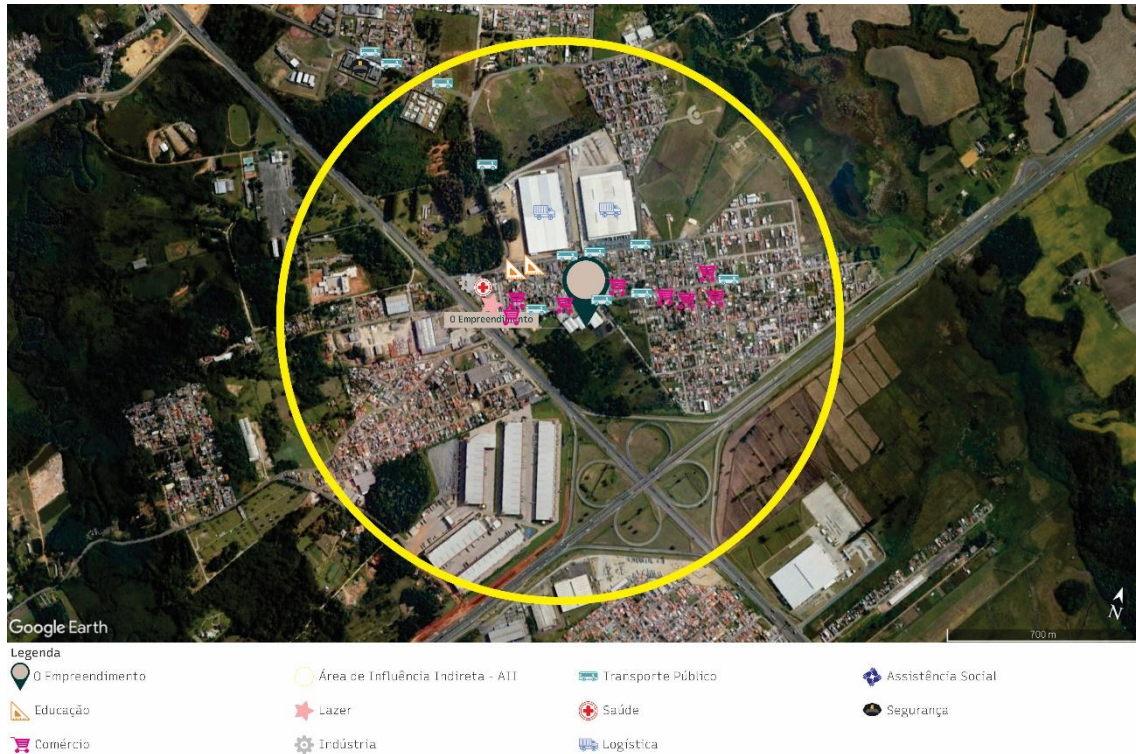 O Empreendimento
Google Earth
N
700 m
Legenda
O Empreendimento
Área de Influência Indireta - AII
Transporte Público
Assistência Social
Educação
Lazer
Saúde
Segurança
Comércio
Indústria
Logística